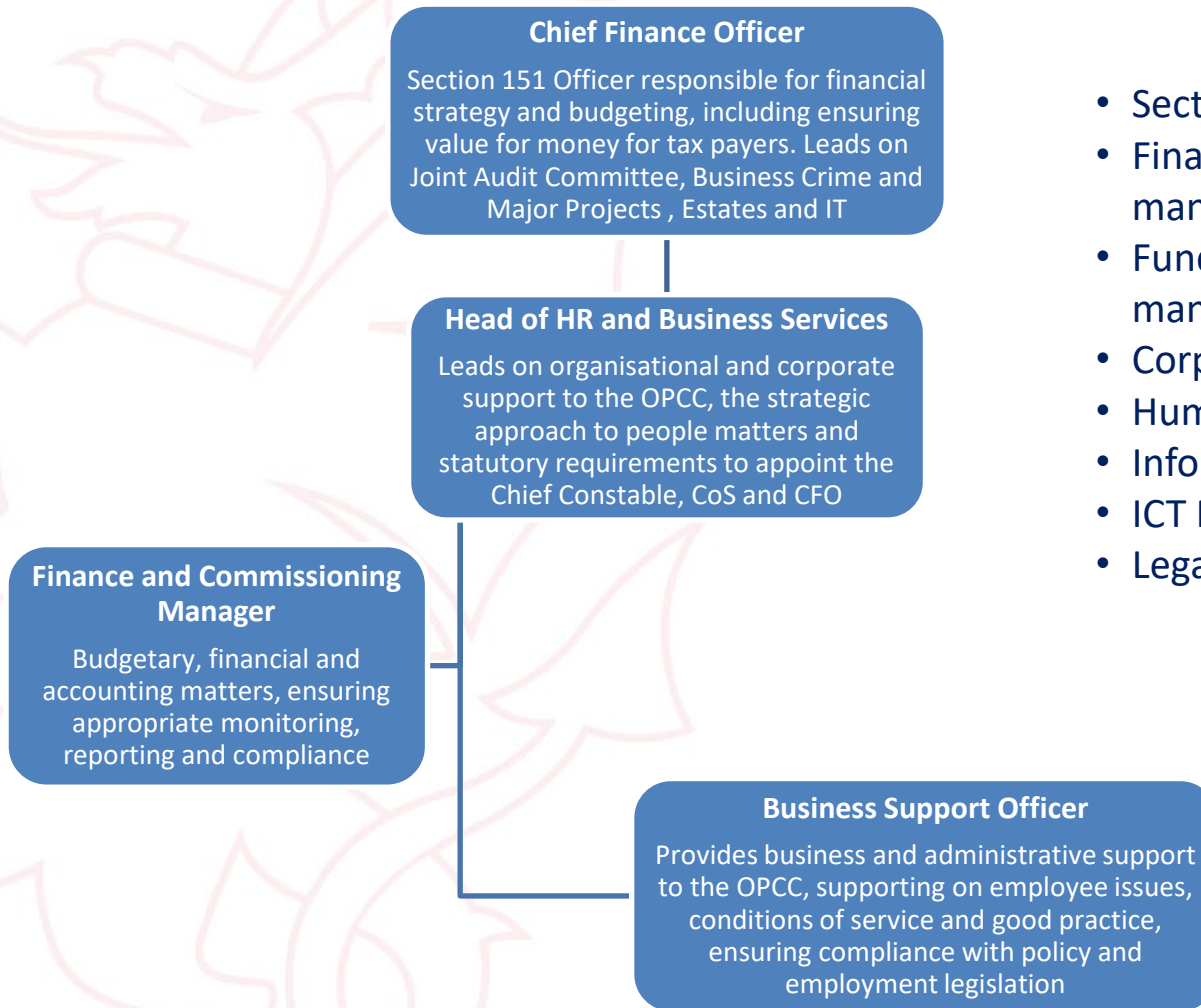 Chief Finance Officer
Section 151 Officer responsible for financial
strategy and budgeting, including ensuring
value for money for tax payers. Leads on
Joint Audit Committee, Business Crime and
Major Projects , Estates and IT
Head of HR and Business Services
Leads on organisational and corporate
support to the OPCC, the strategic
approach to people matters and
statutory requirements to appoint the
Chief Constable, CoS and CFO
Finance and Commissioning
Manager
Budgetary, financial and
accounting matters, ensuring
appropriate monitoring,
reporting and compliance
Business Support Officer
Provides business and administrative support
to the OPCC, supporting on employee issues,
conditions of service and good practice,
ensuring compliance with policy and
employment legislation
• Sect
• Fina
man
• Fund
man
• Corp
• Hum
• Info
• ICT
• Lega